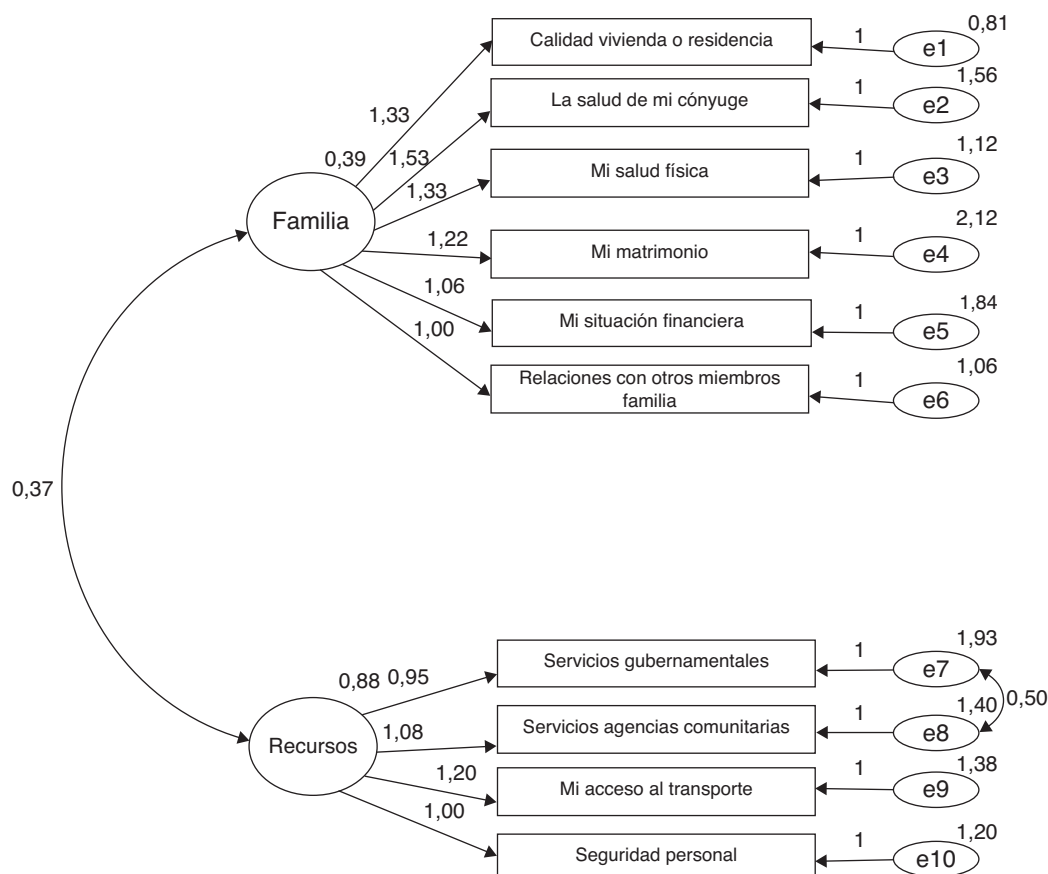 Calidad vivienda o residencia
1
e1
0,81
1,33
La salud de mi cónyuge
1
e2
1,56
1,53
0,39
Mi salud física
1
e3
1,12
1,33
Familia
Mi matrimonio
1
e4
2,12
1,22
Mi situación financiera
1
e5
1,84
1,06
Relaciones con otros miembros
familia
1
e6
1,06
1,00
0,37
Servicios gubernamentales
1
e7
1,93
0,88
0,95
0,50
Servicios agencias comunitarias
1
e8
1,40
1,08
Recursos
Mi acceso al transporte
1
e9
1,38
1,20
Seguridad personal
1
e10
1,20
1,00